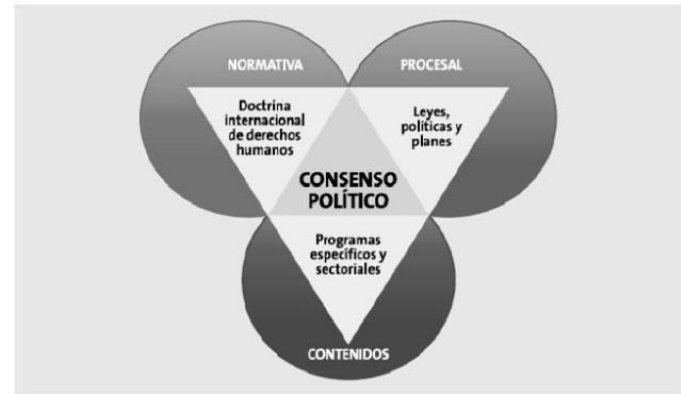 NORMATIVA
PROCESAL
Doctrina
internacional
de derechos
humanos
Leyes,
políticas y
planes
CONSENSO
POLÍTICO
Programas
específicos y
sectoriales
CONTENIDOS